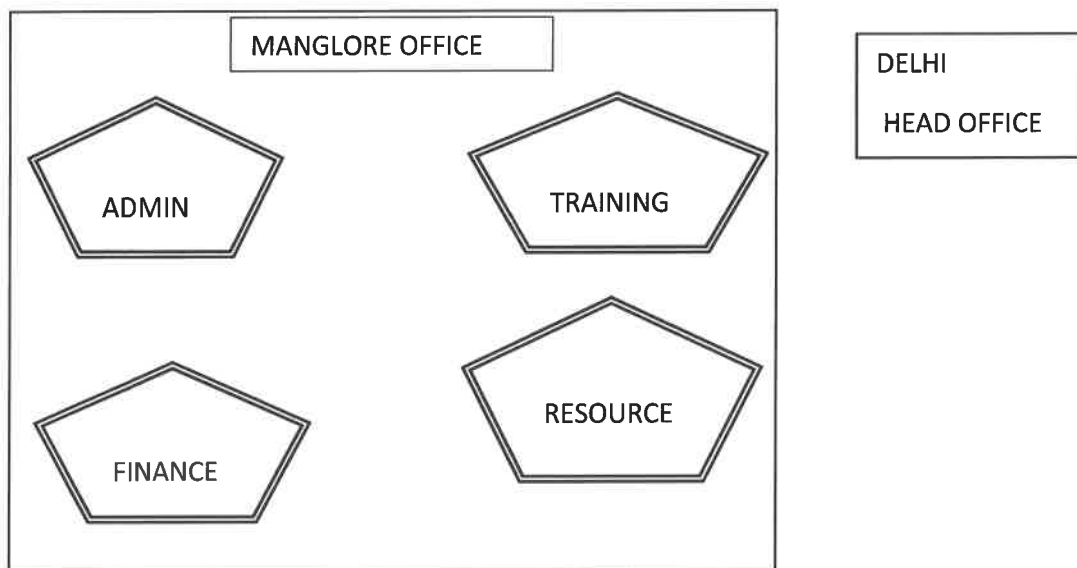 MANGLORE OFFICE
DELHI
HEAD OFFICE
ADMIN
TRAINING
FINANCE
RESOURCE